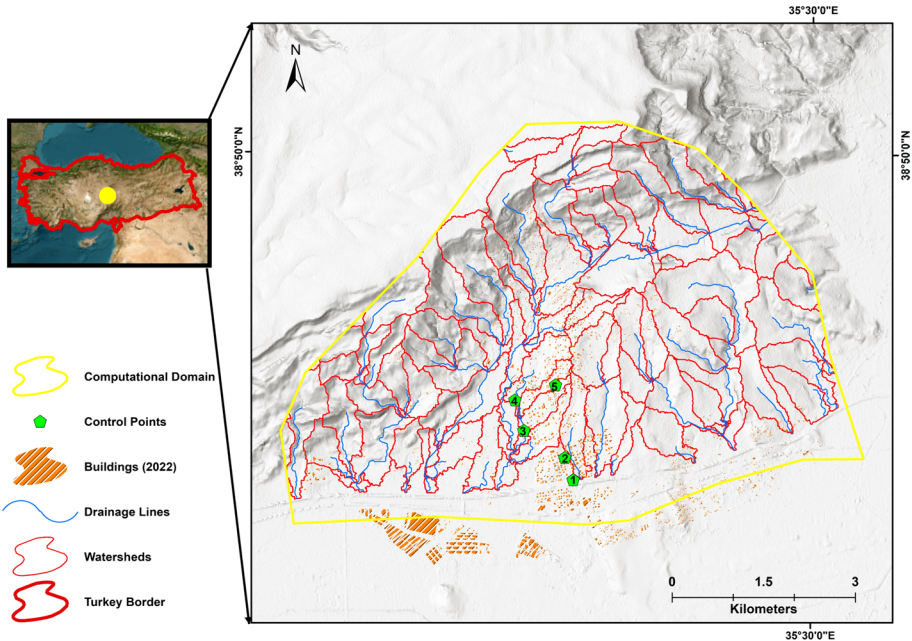 35°30'0"E
N
38°50'0"N
38°50'0"N
Computational Domain
Control Points
Buildings (2022)
Drainage Lines
Watersheds
Turkey Border
5
4
3
2
1
0 1.5 3
Kilometers
35°30'0"E